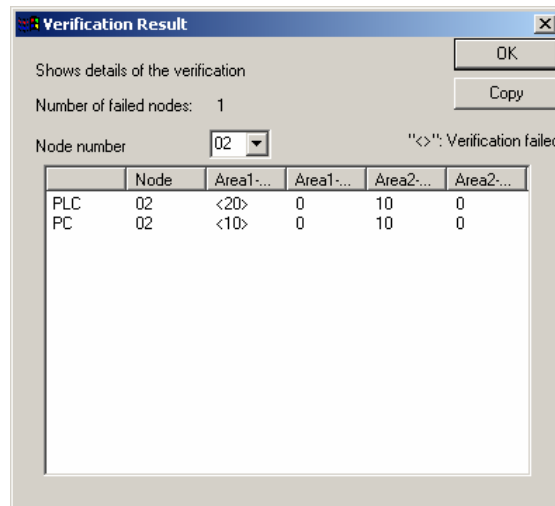 Verification Result
OK
Shows details of the verification
Copy
Number of failed nodes: 1
Node number 02 "<>": Verification failed
Node Area1-... Area1-... Area2-... Area2-...
PLC 02 <20> 0 10 0
PC 02 <10> 0 10 0